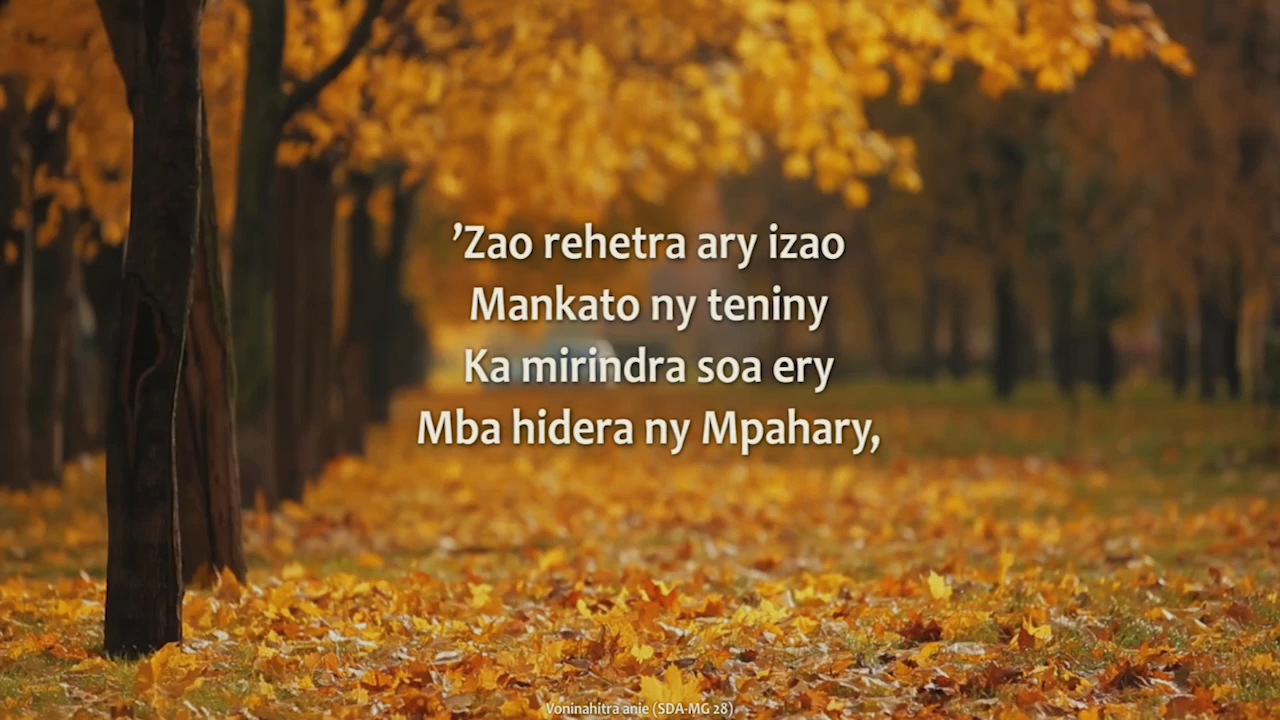 ’Zao rehetra ary izao
Mankato ny teniny
Ka mirindra soa ery
Mba hidera ny Mpahary,
Voninahitra anie (SDA-MG 28)